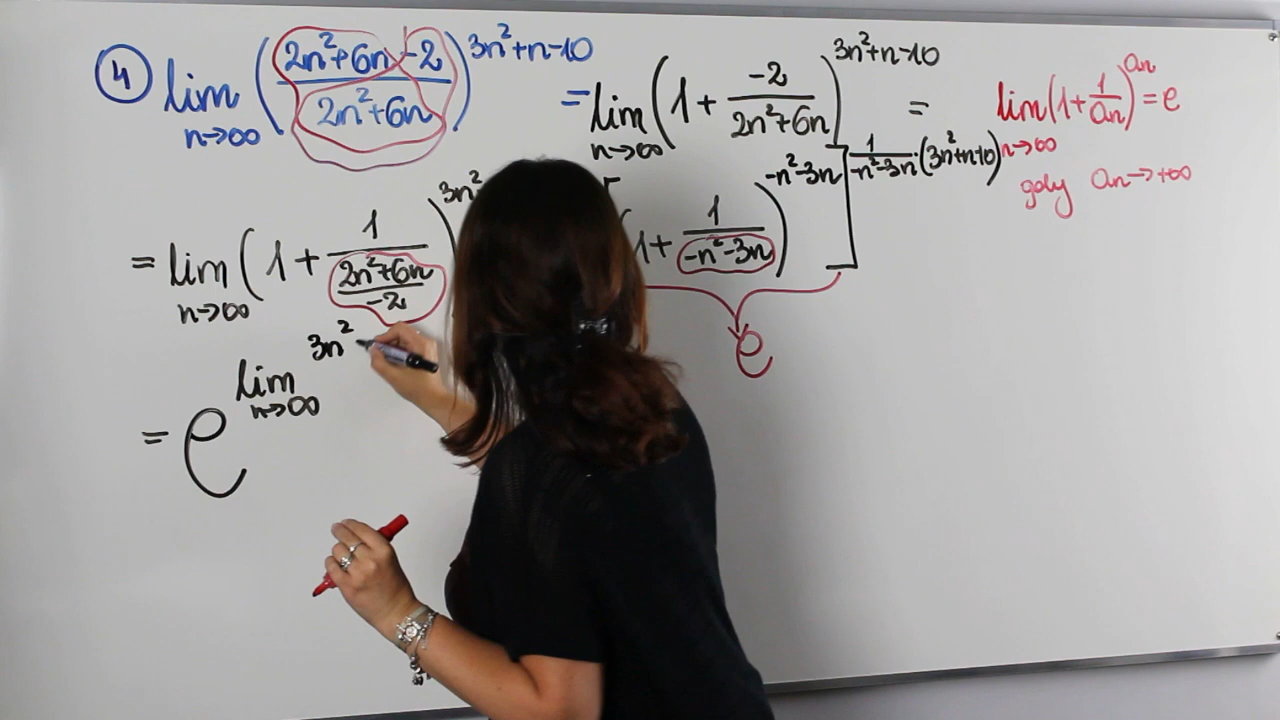 ④ lim n→∞ ( (2n²+6n-2) / (2n²+6n) )^(3n²+n-10) = lim n→∞ ( 1 + (-2) / (2n²+6n) )^(3n²+n-10) =
lim n→∞ ( 1 + 1/an )^an = e
gdy an→+∞
= lim n→∞ ( 1 + 1 / ( (2n²+6n) / -2 ) )^(3n²
1 + 1 / (-n²-3n) )^(-n²-3n) ]^( 1/(-n²-3n) · (3n²+n-10) )
e
= e^( lim n→∞ 3n²